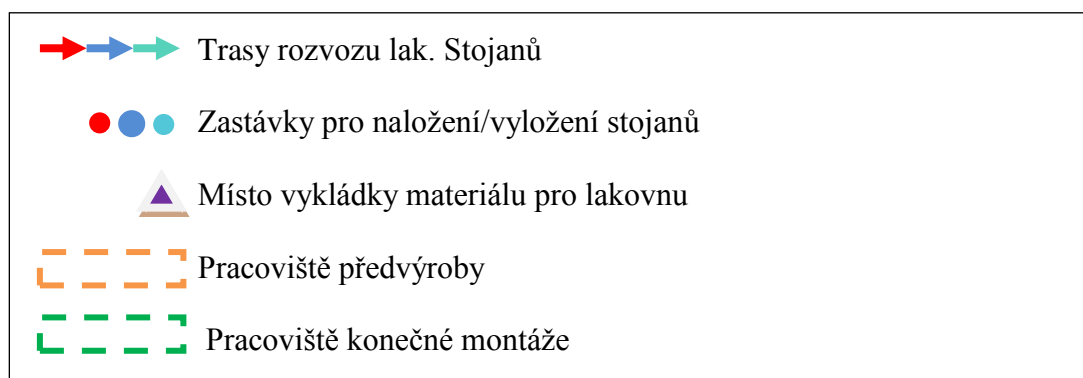 Trasy rozvozu lak. Stojanů
Zastávky pro naložení/vyložení stojanů
Místo vykládky materiálu pro lakovnu
Pracoviště předvýroby
Pracoviště konečné montáže